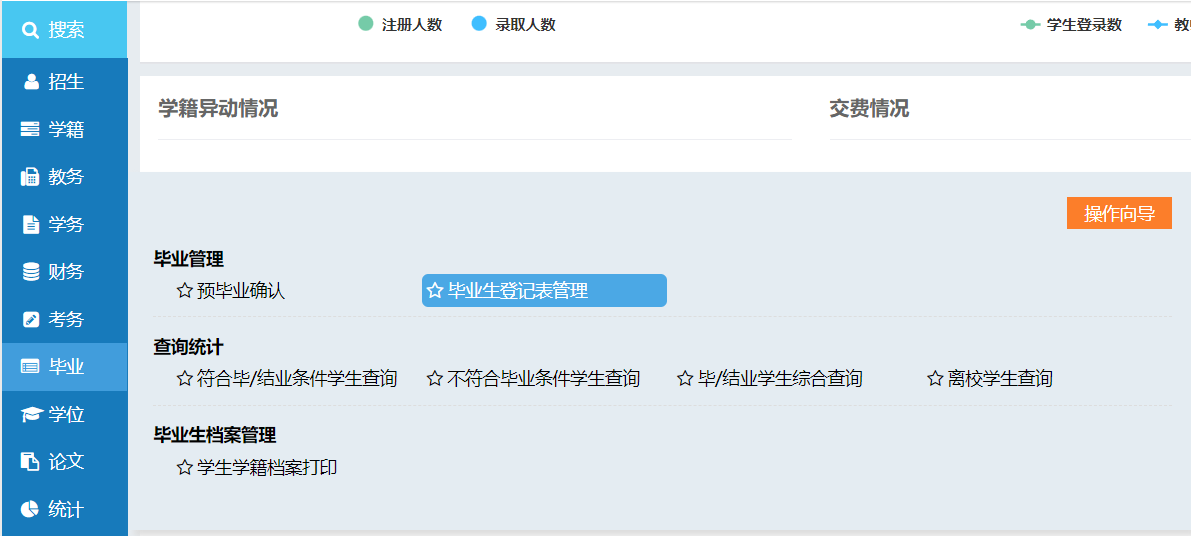 搜索
招生
学籍
教务
学务
财务
考务
毕业
学位
论文
统计
注册人数 录取人数 学生登录数
学籍异动情况 交费情况
操作向导
毕业管理
预毕业确认 毕业生登记表管理
查询统计
符合毕/结业条件学生查询 不符合毕业条件学生查询 毕/结业学生综合查询 离校学生查询
毕业生档案管理
学生学籍档案打印